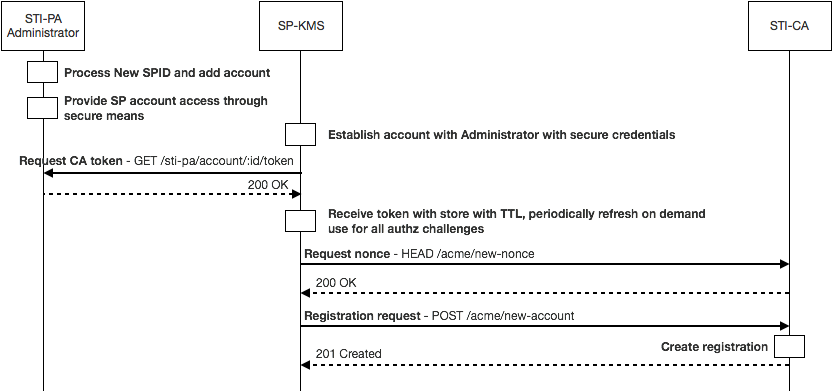 STI-PA
Administrator
SP-KMS
STI-CA
Process New SPID and add account
Provide SP account access through
secure means
Establish account with Administrator with secure credentials
Request CA token - GET /sti-pa/account/:id/token
200 OK
Receive token with store with TTL, periodically refresh on demand
use for all authz challenges
Request nonce - HEAD /acme/new-nonce
200 OK
Registration request - POST /acme/new-account
Create registration
201 Created